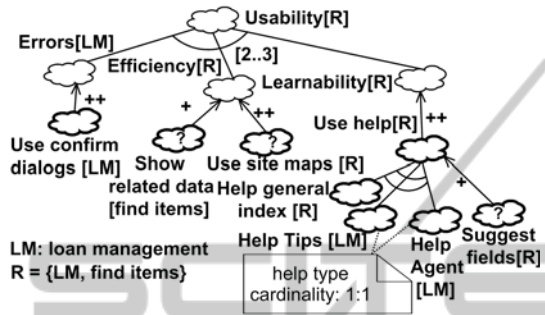 Usability[R]
Errors[LM]
[2..3]
Efficiency[R]
Learnability[R]
++
+
++
++
Use help[R]
?
?
Use confirm
dialogs [LM]
Show
related data
[find items]
Use site maps [R]
Help general
index [R]
+
?
Help Tips [LM]
Help
Agent
[LM]
Suggest
fields[R]
LM: loan management
R = {LM, find items}
help type
cardinality: 1:1
SCITE